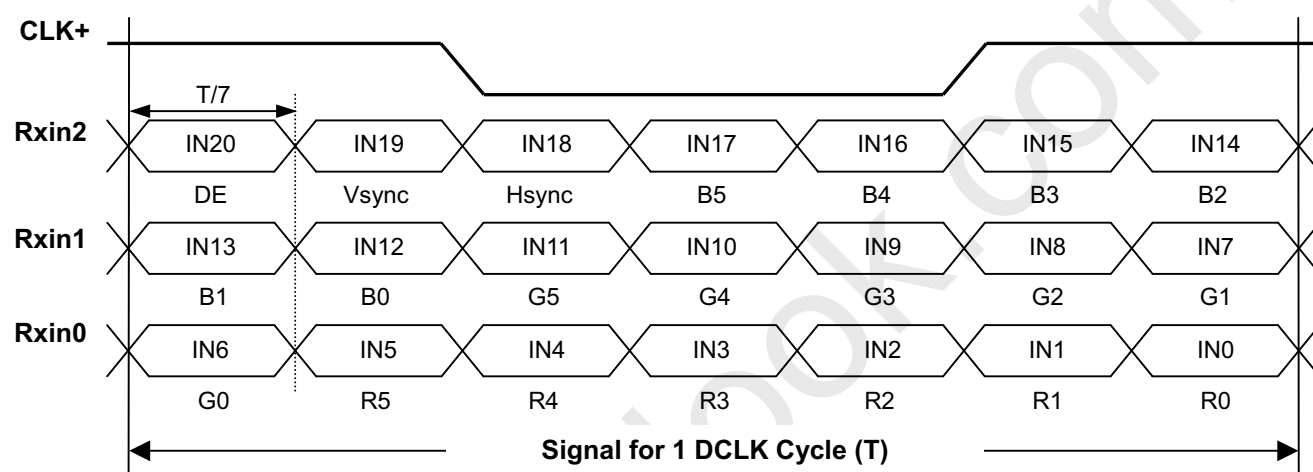 CLK+
T/7
Rxin2 IN20 IN19 IN18 IN17 IN16 IN15 IN14
DE Vsync Hsync B5 B4 B3 B2
Rxin1 IN13 IN12 IN11 IN10 IN9 IN8 IN7
B1 B0 G5 G4 G3 G2 G1
Rxin0 IN6 IN5 IN4 IN3 IN2 IN1 IN0
G0 R5 R4 R3 R2 R1 R0
Signal for 1 DCLK Cycle (T)